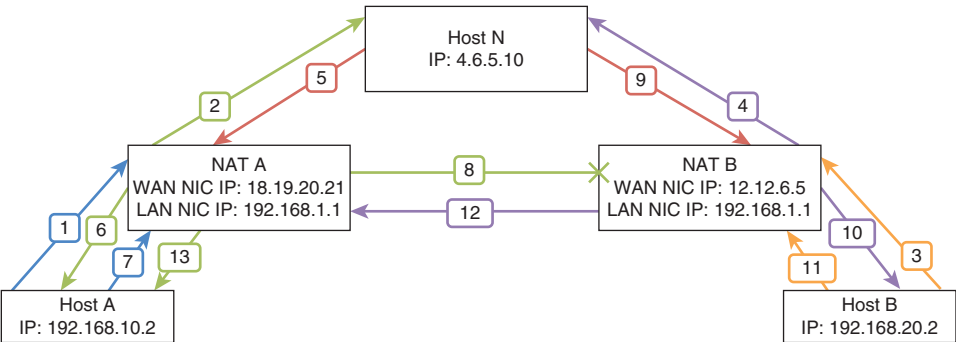 Host N
IP: 4.6.5.10
5
9
2
4
NAT A
WAN NIC IP: 18.19.20.21
LAN NIC IP: 192.168.1.1
8
12
NAT B
WAN NIC IP: 12.12.6.5
LAN NIC IP: 192.168.1.1
1
6
7
13
10
3
11
Host A
IP: 192.168.10.2
Host B
IP: 192.168.20.2